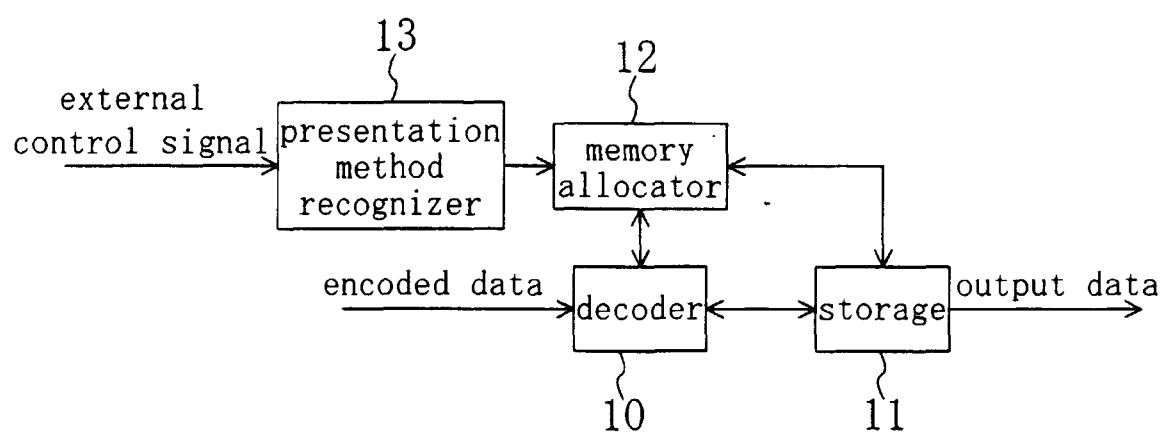 13
12
external
control signal
presentation
method
recognizer
memory
allocator
encoded data
decoder
storage
output data
10
11